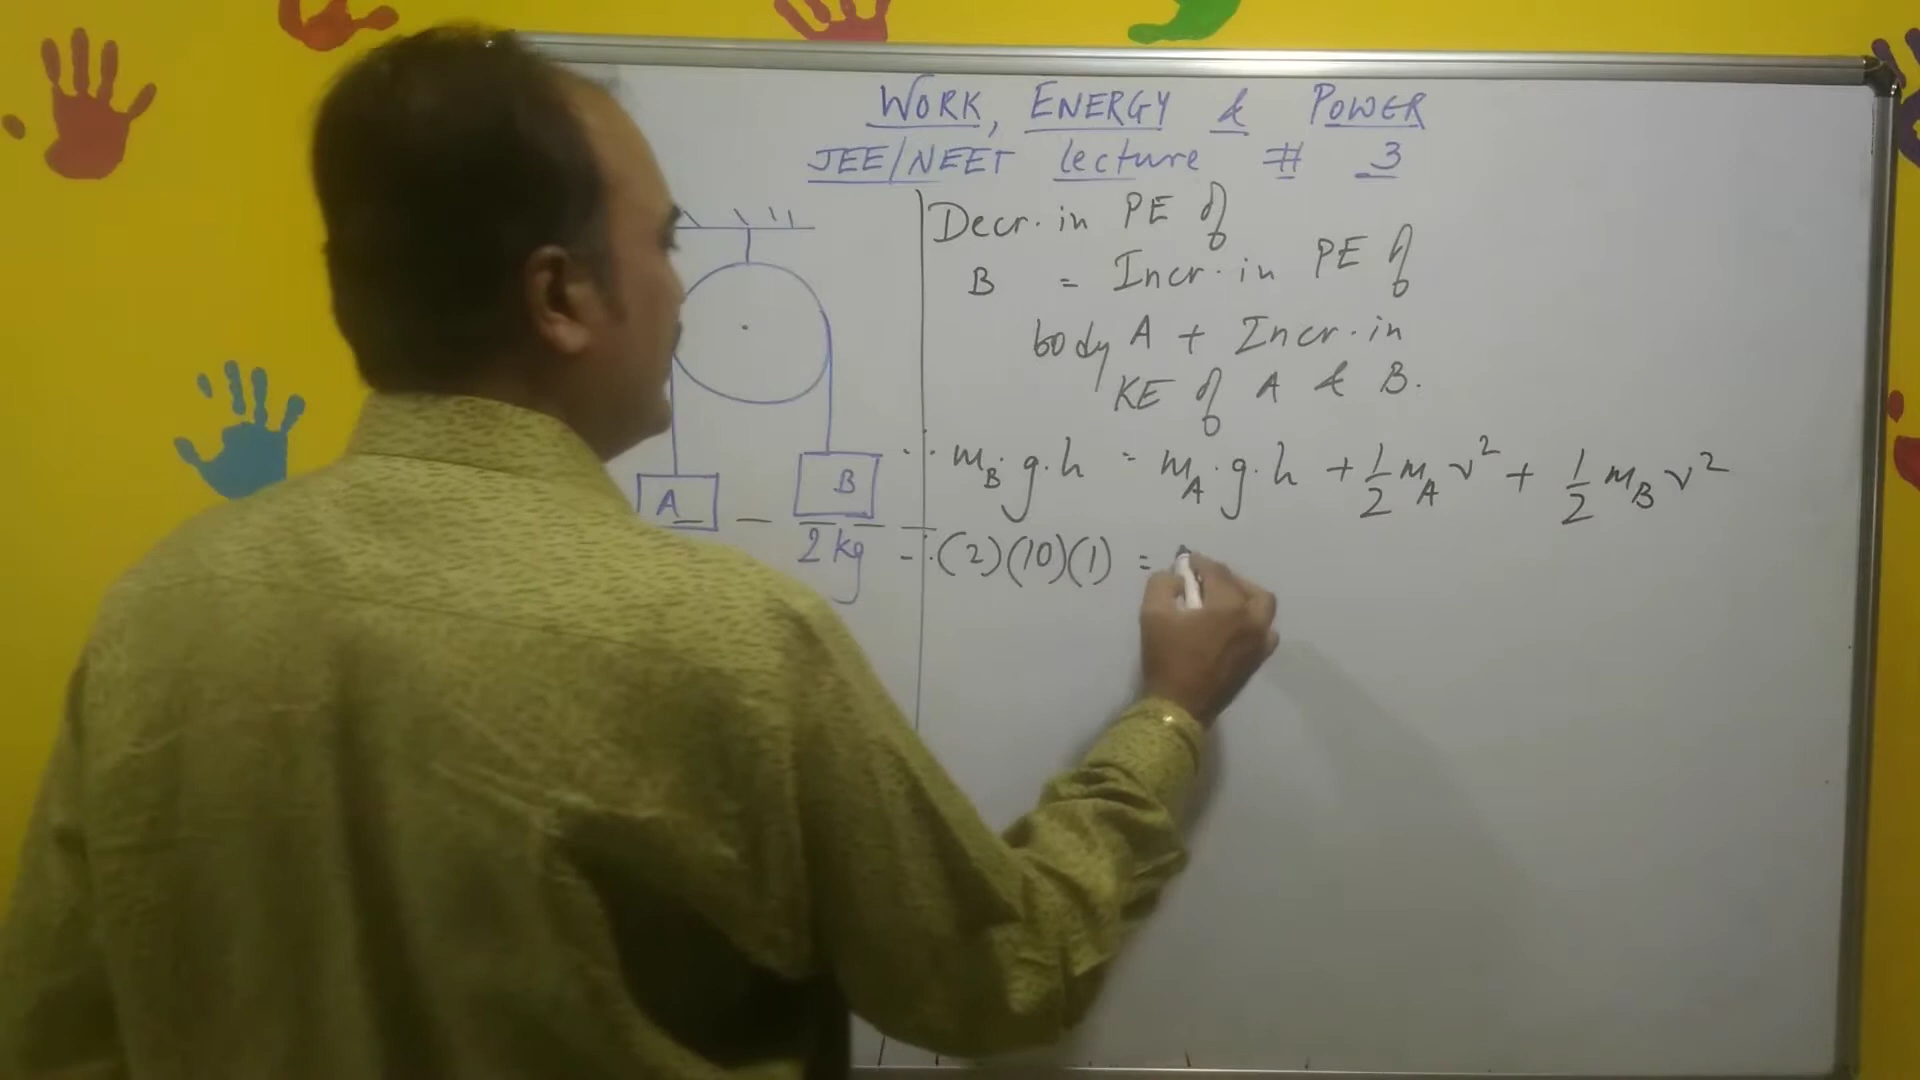 WORK, ENERGY & POWER
JEE/NEET Lecture # 3
Decr. in PE of
B = Incr. in PE of
body A + Incr. in
KE of A & B.
∴ m_B.g.h = m_A.g.h + 1/2 m_A v² + 1/2 m_B v²
∴ (2)(10)(1) =
A
B
2 kg